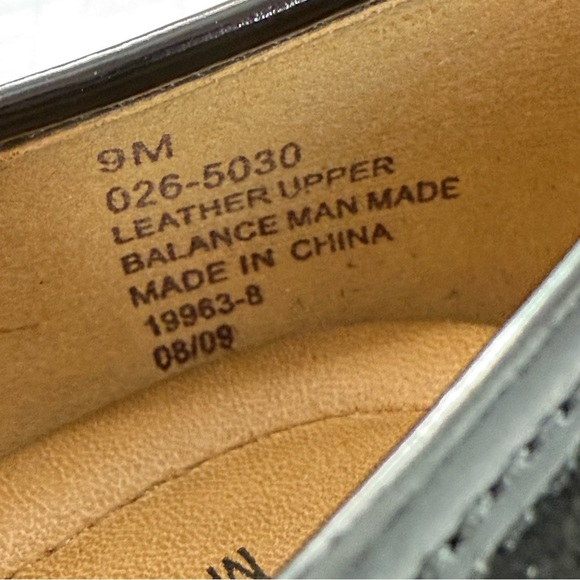 9M
026-5030
LEATHER UPPER
BALANCE MAN MADE
MADE IN CHINA
19963-8
08/09